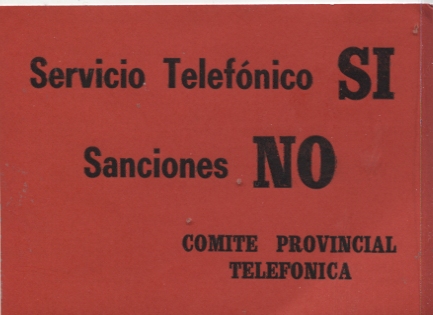 Servicio Telefónico SI
Sanciones NO
COMITE PROVINCIAL
TELEFONICA